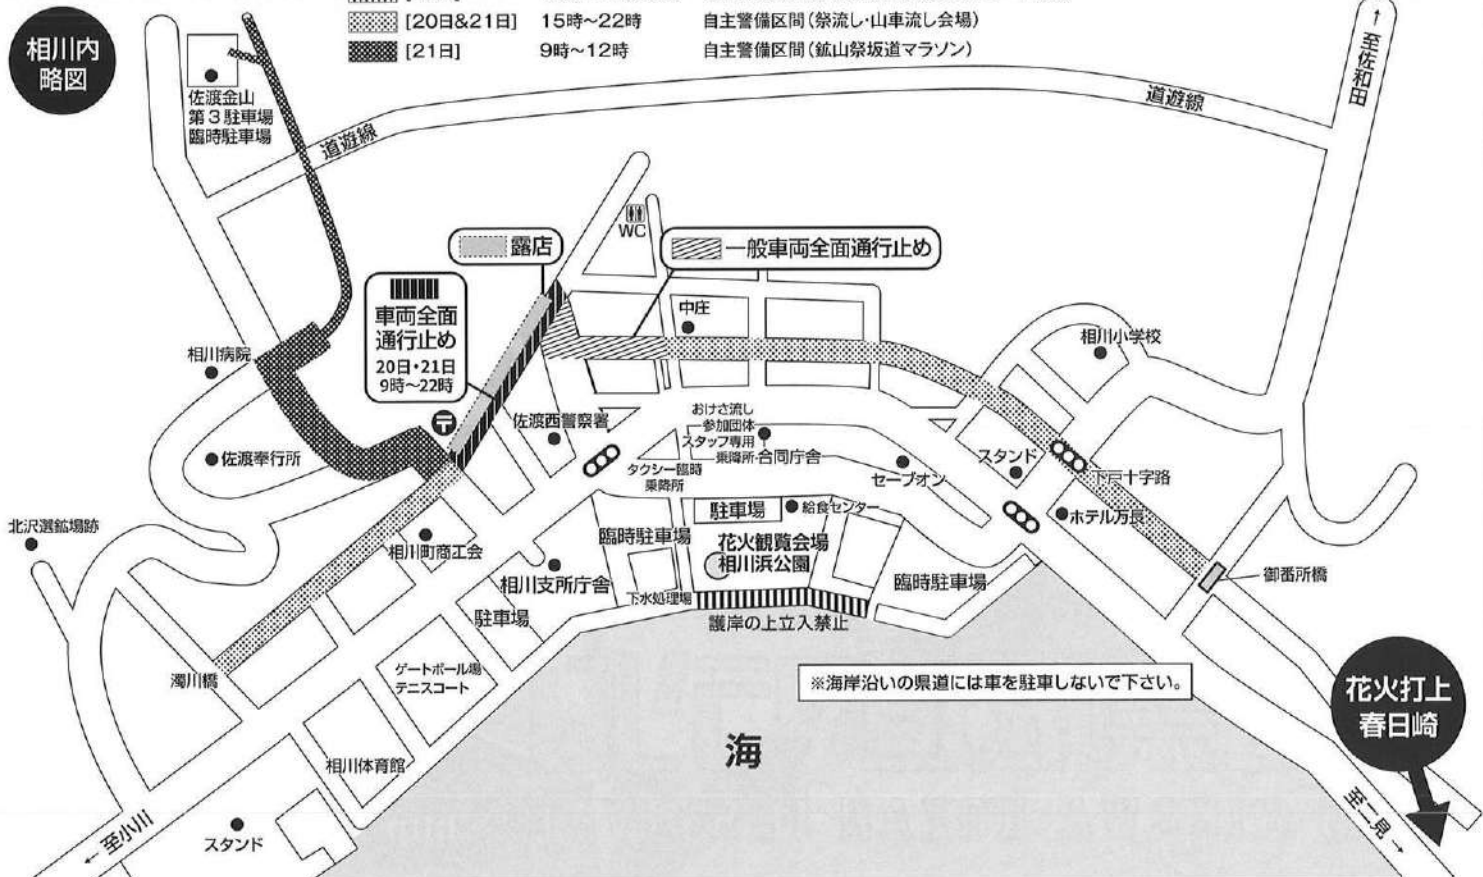 相川内
略図
[20日&21日] 15時～22時 自主警備区間(祭流し・山車流し会場)
[21日] 9時～12時 自主警備区間(鉱山祭坂道マラソン)
↑至佐和田
佐渡金山
第3駐車場
臨時駐車場
道遊線
道遊線
WC
露店
一般車両全面通行止め
車両全面
通行止め
20日・21日
9時～22時
中庄
相川小学校
相川病院
〒
佐渡西警察署
おけさ流し
参加団体
スタッフ専用
乗降所
合同庁舎
佐渡奉行所
タクシー臨時
乗降所
セーブオン
スタンド
下戸十字路
駐車場
給食センター
ホテル万長
北沢選鉱場跡
相川町商工会
臨時駐車場
花火観覧会場
相川浜公園
相川支所庁舎
臨時駐車場
御番所橋
下水処理場
駐車場
護岸の上立入禁止
濁川橋
ゲートボール場
テニスコート
※海岸沿いの県道には車を駐車しないで下さい。
花火打上
春日崎
海
相川体育館
←至小川
スタンド
至二見→